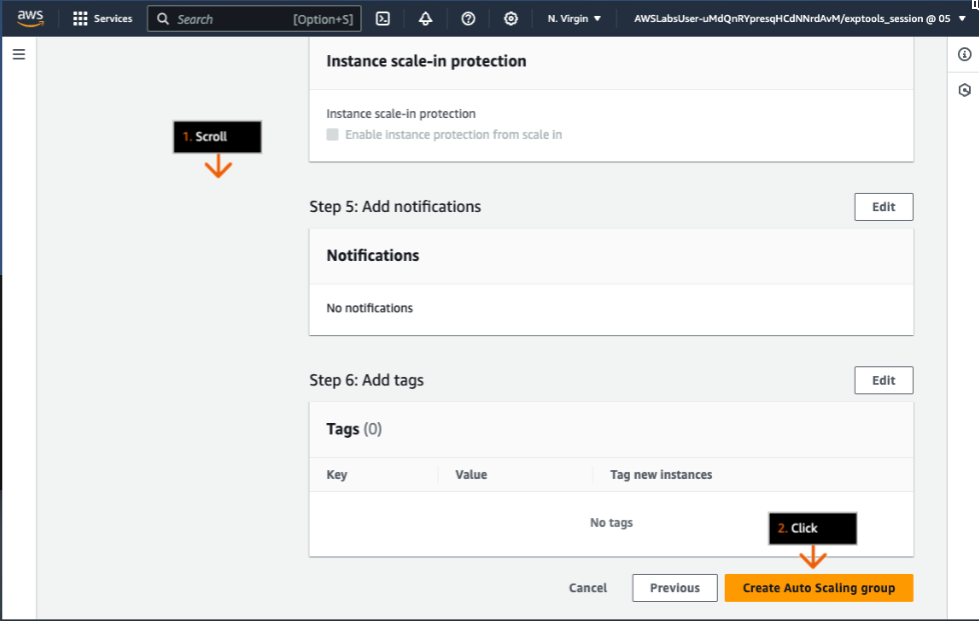 aws
Services
Search [Option+S]
N. Virgin
AWSLabsUser-uMdQnRYpresqHCdNNrdAvM/exptools_session @ 05
Instance scale-in protection
Instance scale-in protection
Enable instance protection from scale in
1. Scroll
Step 5: Add notifications
Edit
Notifications
No notifications
Step 6: Add tags
Edit
Tags (0)
Key Value Tag new instances
No tags
2. Click
Cancel Previous Create Auto Scaling group